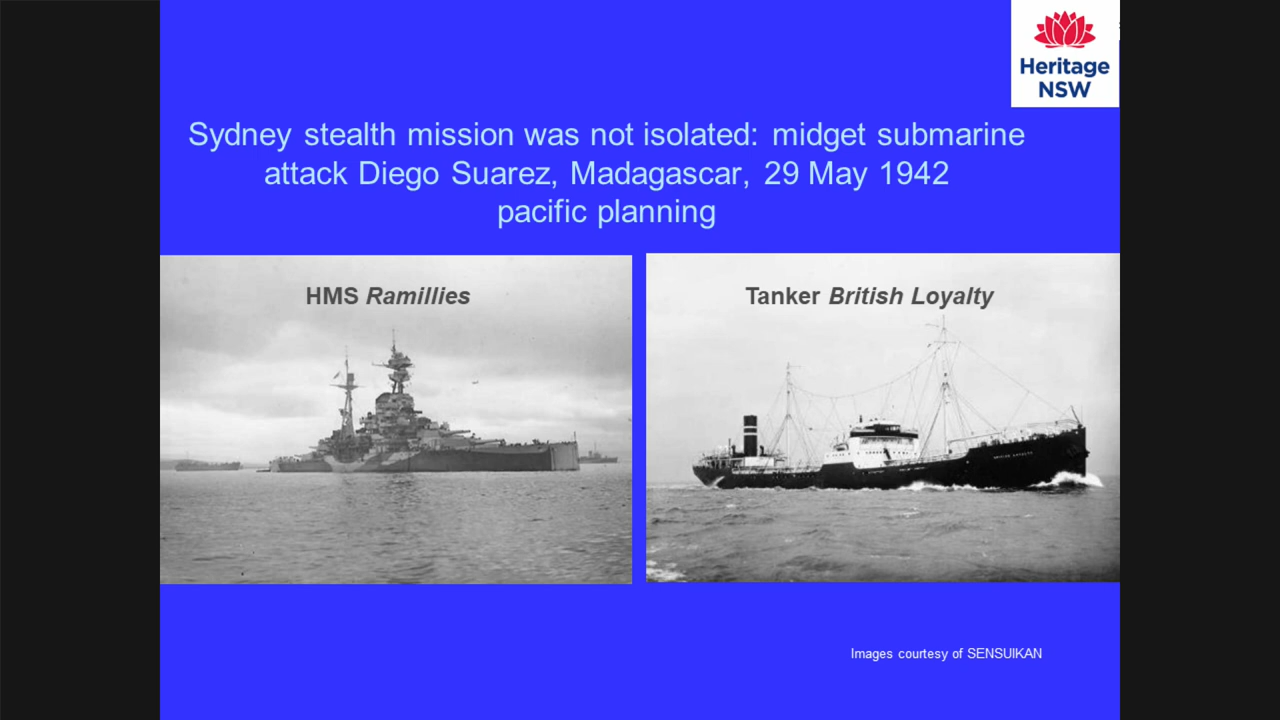 Heritage
NSW
Sydney stealth mission was not isolated: midget submarine
attack Diego Suarez, Madagascar, 29 May 1942
pacific planning
HMS Ramillies
Tanker British Loyalty
Images courtesy of SENSUIKAN